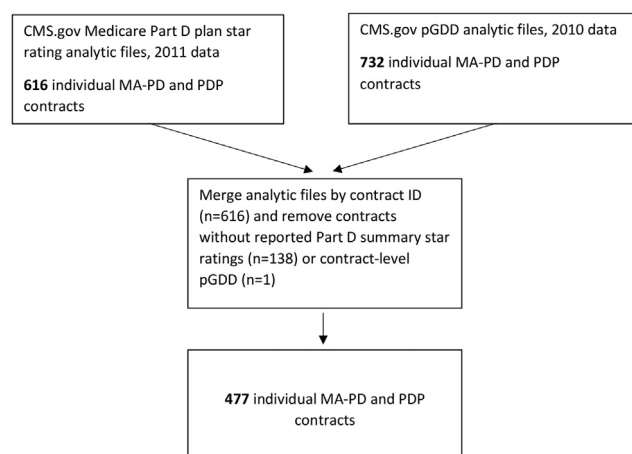 CMS.gov Medicare Part D plan star
rating analytic files, 2011 data
616 individual MA-PD and PDP
contracts
CMS.gov pGDD analytic files, 2010 data
732 individual MA-PD and PDP
contracts
Merge analytic files by contract ID
(n=616) and remove contracts
without reported Part D summary star
ratings (n=138) or contract-level
pGDD (n=1)
477 individual MA-PD and PDP
contracts